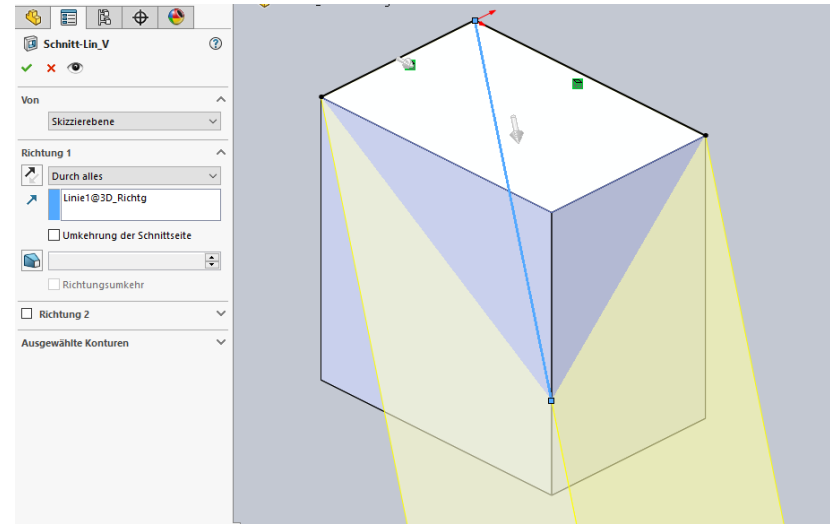 Schnitt-Lin_V
Von
Skizzierebene
Richtung 1
Durch alles
Linie1@3D_Richtg
Umkehrung der Schnittseite
Richtungsumkehr
Richtung 2
Ausgewählte Konturen